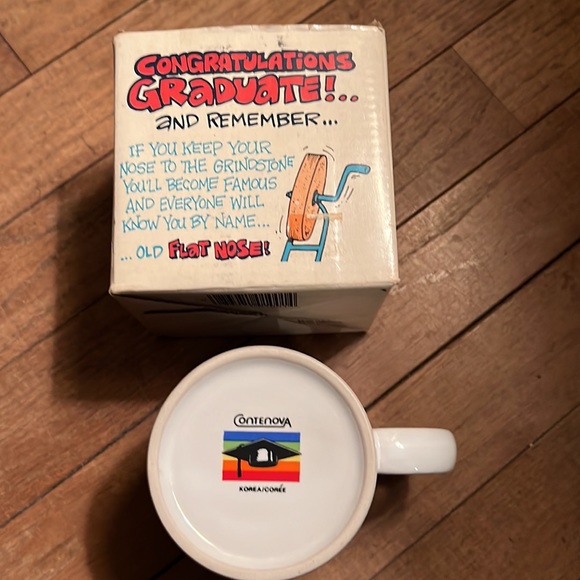 CONGRATULATIONS
GRADUATE!...
AND REMEMBER...
IF YOU KEEP YOUR
NOSE TO THE GRINDSTONE
YOU'LL BECOME FAMOUS
AND EVERYONE WILL
KNOW YOU BY NAME...
...OLD FLAT NOSE!
CONTENOVA
KOREA/CORÉE